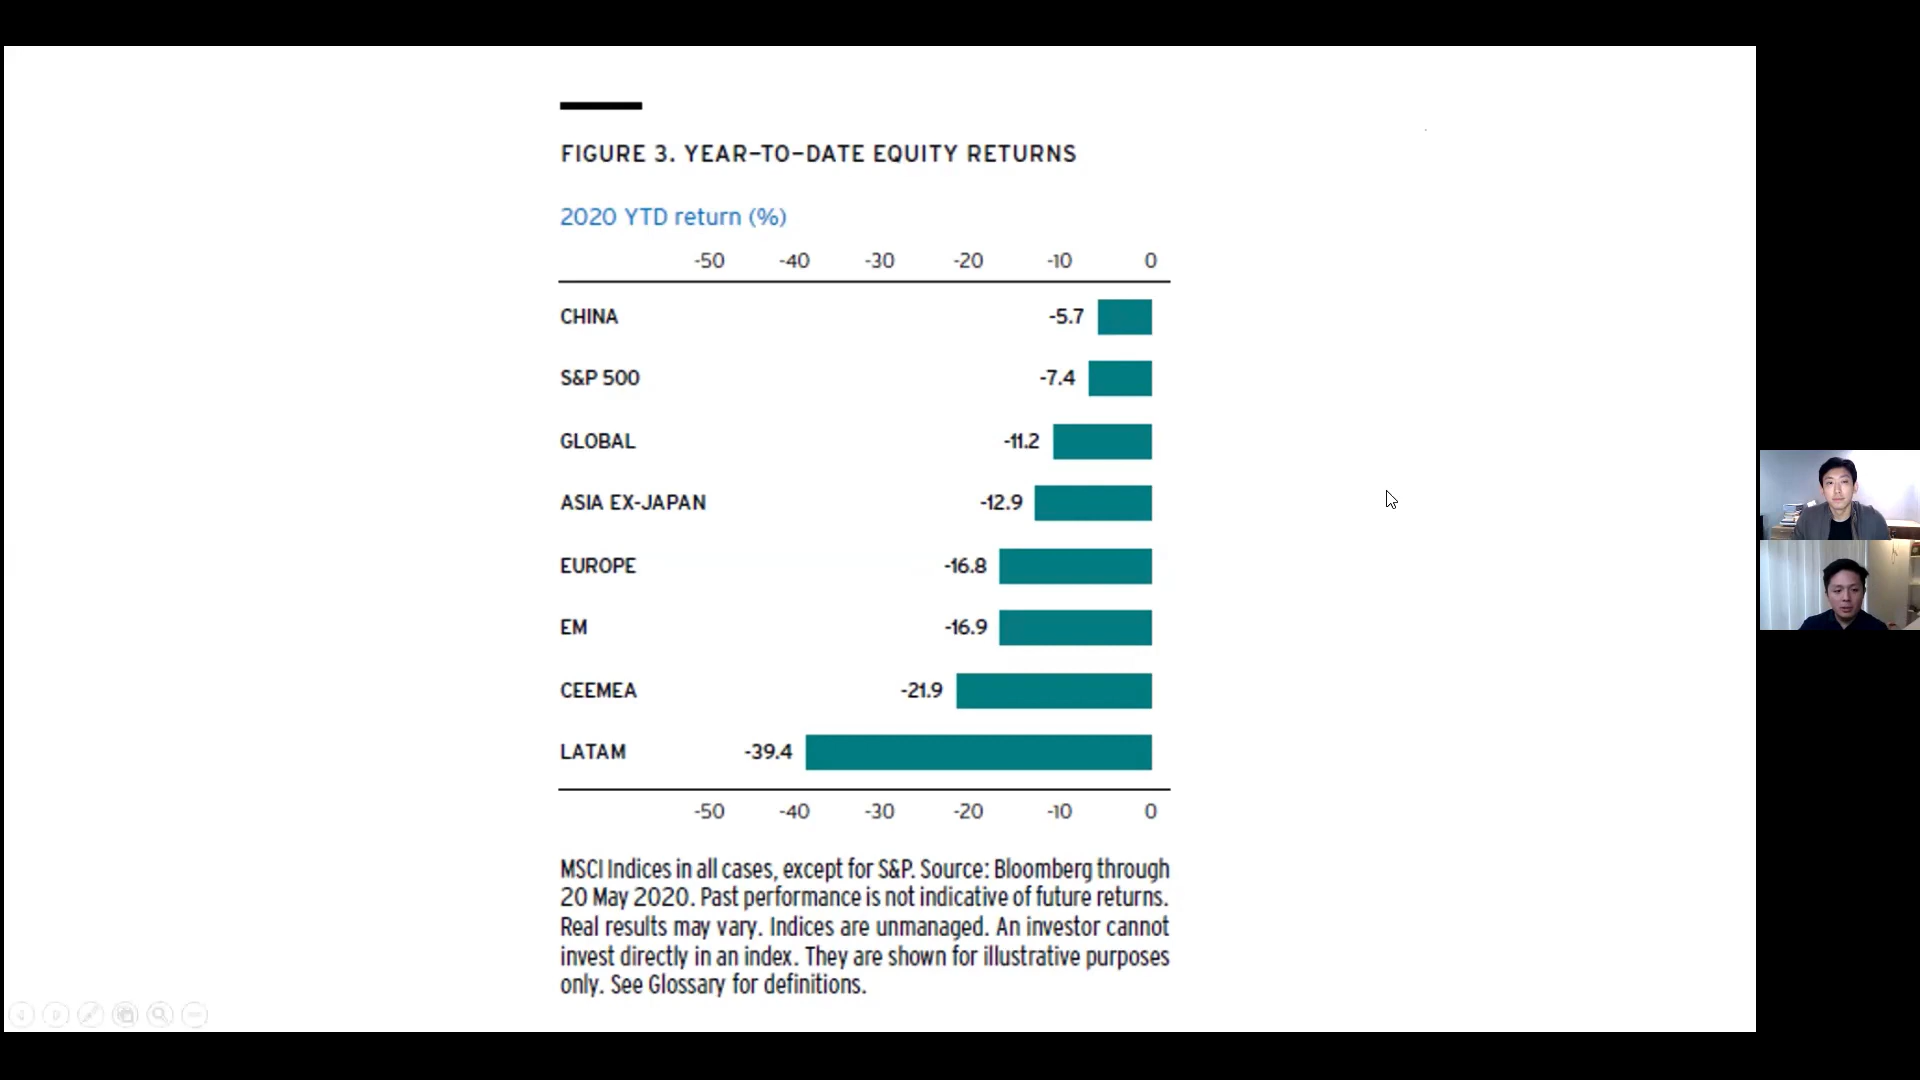 FIGURE 3. YEAR-TO-DATE EQUITY RETURNS
2020 YTD return (%)
-50 -40 -30 -20 -10 0
CHINA -5.7
S&P 500 -7.4
GLOBAL -11.2
ASIA EX-JAPAN -12.9
EUROPE -16.8
EM -16.9
CEEMEA -21.9
LATAM -39.4
-50 -40 -30 -20 -10 0
MSCI Indices in all cases, except for S&P. Source: Bloomberg through
20 May 2020. Past performance is not indicative of future returns.
Real results may vary. Indices are unmanaged. An investor cannot
invest directly in an index. They are shown for illustrative purposes
only. See Glossary for definitions.